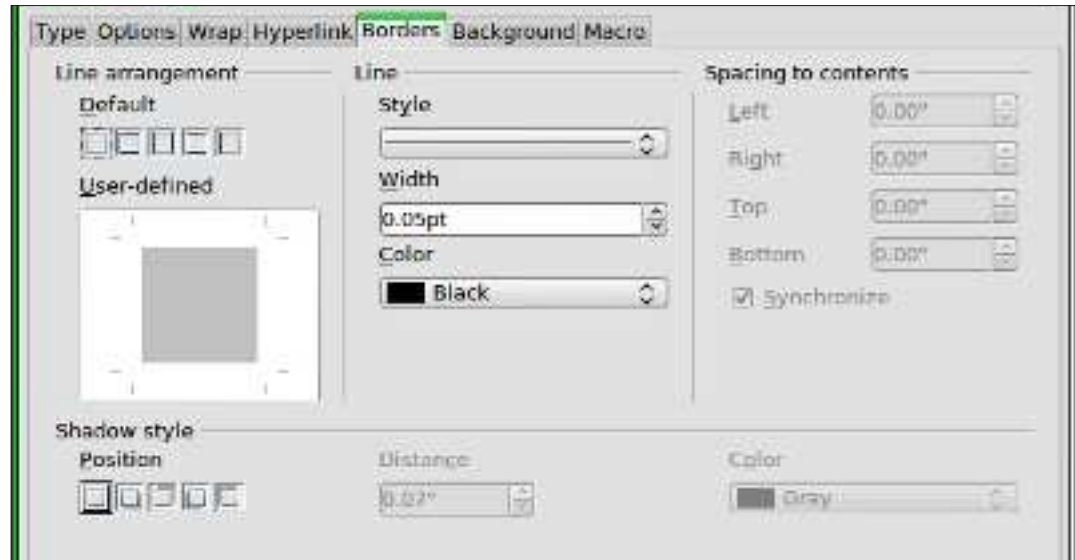 Type Options Wrap Hyperlink Borders Background Macro
Line arrangement
Default
User-defined
Line
Style
Width
0.05pt
Color
Black
Spacing to contents
Left 0.00"
Right 0.00"
Top 0.00"
Bottom 0.00"
Synchronize
Shadow style
Position
Distance
0.07"
Color
Gray